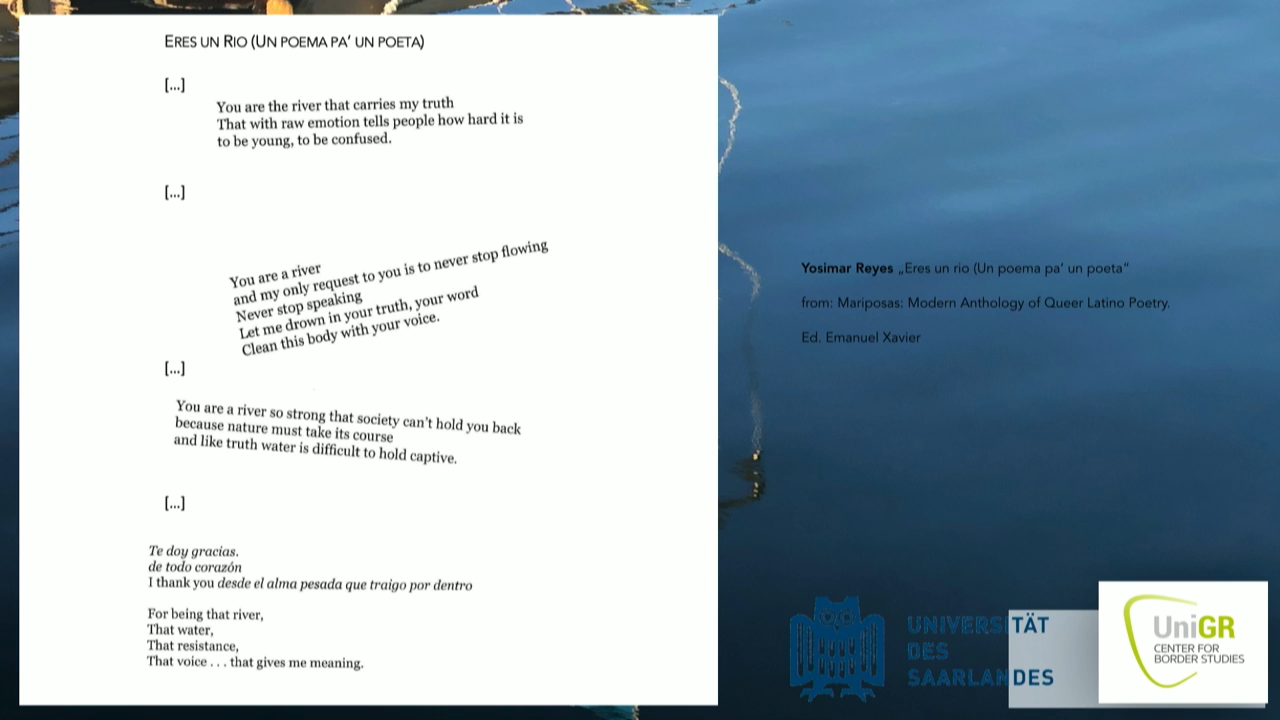 ERES UN RIO (UN POEMA PA' UN POETA)
[...]
You are the river that carries my truth
That with raw emotion tells people how hard it is
to be young, to be confused.
[...]
You are a river
and my only request to you is to never stop flowing
Never stop speaking
Let me drown in your truth, your word
Clean this body with your voice.
[...]
You are a river so strong that society can't hold you back
because nature must take its course
and like truth water is difficult to hold captive.
[...]
Te doy gracias.
de todo corazón
I thank you desde el alma pesada que traigo por dentro
For being that river,
That water,
That resistance,
That voice . . . that gives me meaning.
Yosimar Reyes „Eres un rio (Un poema pa' un poeta“
from: Mariposas: Modern Anthology of Queer Latino Poetry.
Ed. Emanuel Xavier
UNIVERSITÄT
DES
SAARLANDES
UniGR
CENTER FOR
BORDER STUDIES